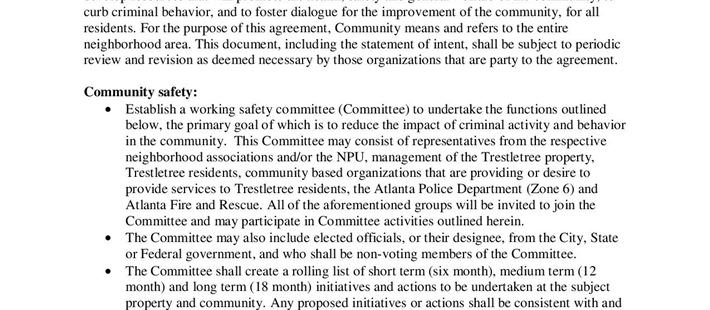 curb criminal behavior, and to foster dialogue for the improvement of the community, for all
residents. For the purpose of this agreement, Community means and refers to the entire
neighborhood area. This document, including the statement of intent, shall be subject to periodic
review and revision as deemed necessary by those organizations that are party to the agreement.
Community safety:
• Establish a working safety committee (Committee) to undertake the functions outlined
below, the primary goal of which is to reduce the impact of criminal activity and behavior
in the community. This Committee may consist of representatives from the respective
neighborhood associations and/or the NPU, management of the Trestletree property,
Trestletree residents, community based organizations that are providing or desire to
provide services to Trestletree residents, the Atlanta Police Department (Zone 6) and
Atlanta Fire and Rescue. All of the aforementioned groups will be invited to join the
Committee and may participate in Committee activities outlined herein.
• The Committee may also include elected officials, or their designee, from the City, State
or Federal government, and who shall be non-voting members of the Committee.
• The Committee shall create a rolling list of short term (six month), medium term (12
month) and long term (18 month) initiatives and actions to be undertaken at the subject
property and community. Any proposed initiatives or actions shall be consistent with and